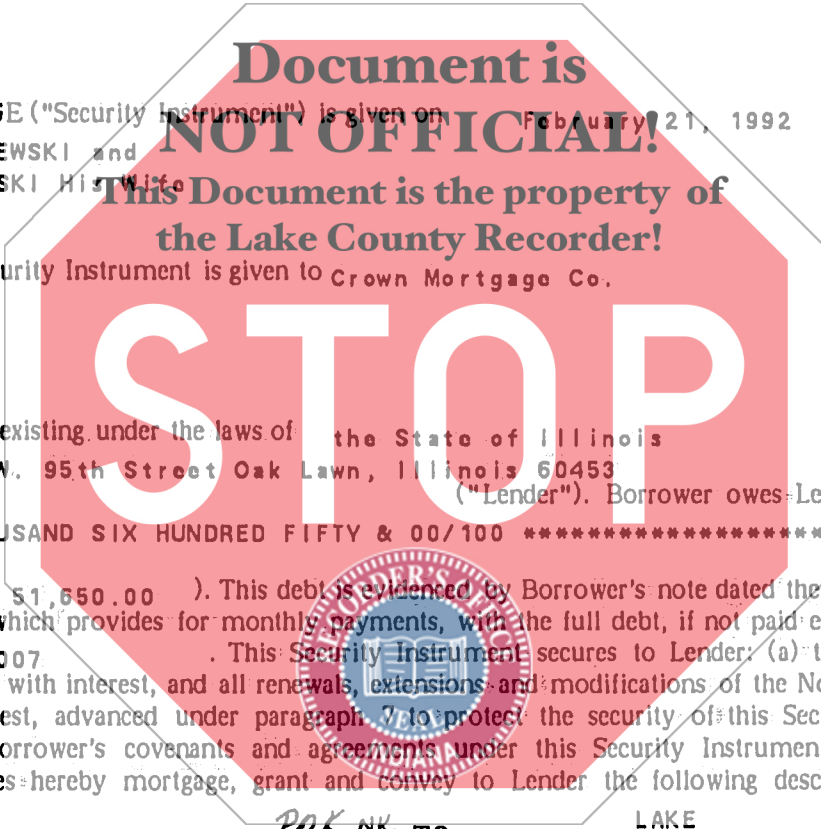 Document is
E ("Security Instrument") is given on February 21, 1992
NOT OFFICIAL!
EWSKI and
SKI His Wife
This Document is the property of
the Lake County Recorder!
urity Instrument is given to Crown Mortgage Co.
STOP
existing under the laws of the State of Illinois
W. 95th Street Oak Lawn, Illinois 60453
("Lender"). Borrower owes Le
USAND SIX HUNDRED FIFTY & 00/100 *******************
51,650.00 ). This debt is evidenced by Borrower's note dated the
which provides for monthly payments, with the full debt, if not paid e
007 . This Security Instrument secures to Lender: (a) t
with interest, and all renewals, extensions and modifications of the No
est, advanced under paragraph 7 to protect the security of this Sec
orrower's covenants and agreements under this Security Instrumen
es hereby mortgage, grant and convey to Lender the following desc
LAKE
RECORDER'S OFFICE
SEAL
INDIANA